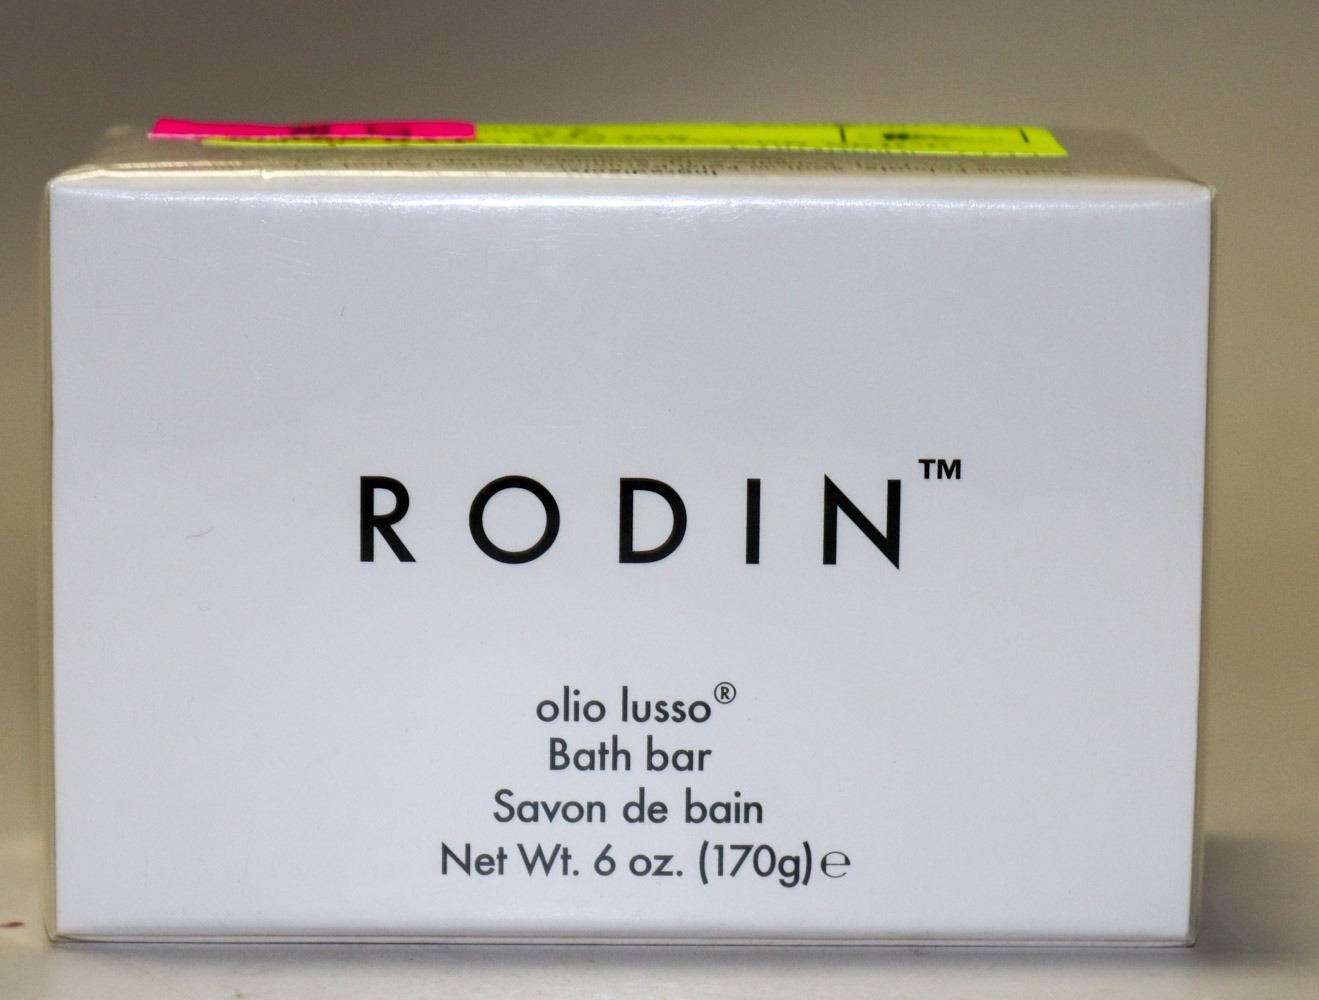 RODIN™
olio lusso®
Bath bar
Savon de bain
Net Wt. 6 oz. (170g) ℮